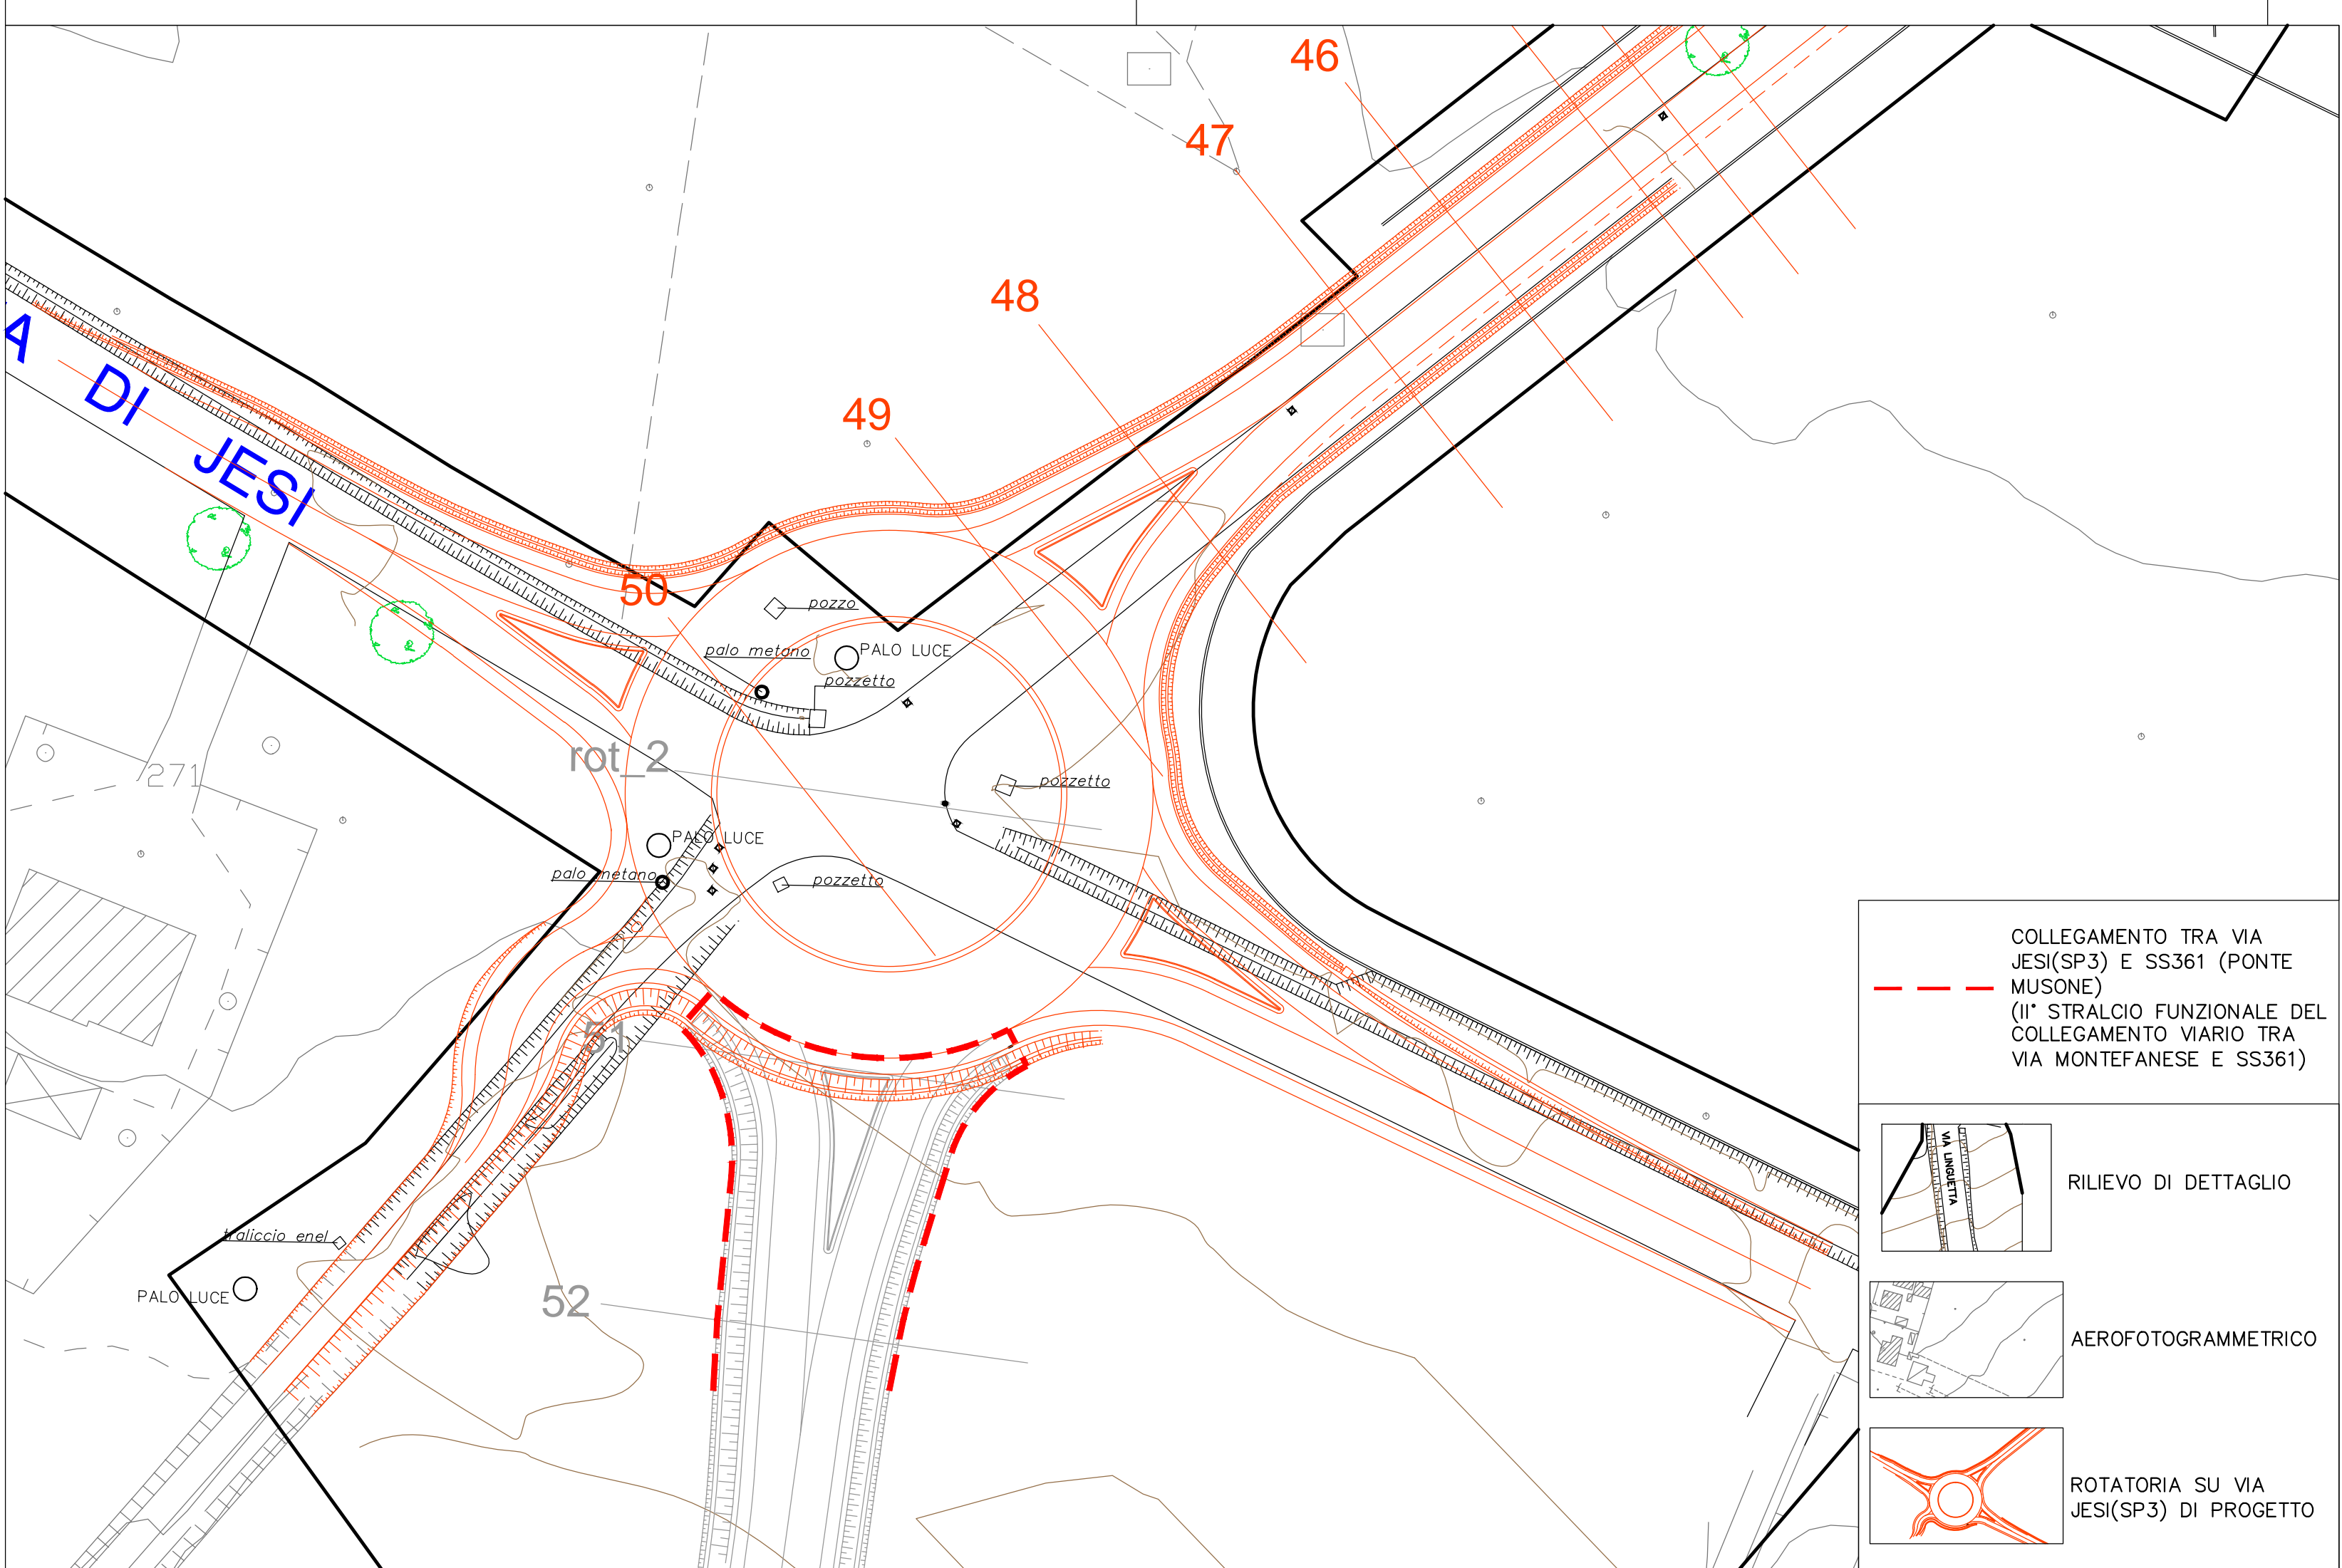 46
47
48
49
A DI JESI
50
pozzo
palo metano
PALO LUCE
pozzetto
rot_2
271
pozzetto
PALO LUCE
palo metano
pozzetto
51
traliccio enel
PALO LUCE
52
COLLEGAMENTO TRA VIA
JESI(SP3) E SS361 (PONTE
MUSONE)
(II° STRALCIO FUNZIONALE DEL
COLLEGAMENTO VIARIO TRA
VIA MONTEFANESE E SS361)
VIA LINGUETTA
RILIEVO DI DETTAGLIO
AEROFOTOGRAMMETRICO
ROTATORIA SU VIA
JESI(SP3) DI PROGETTO